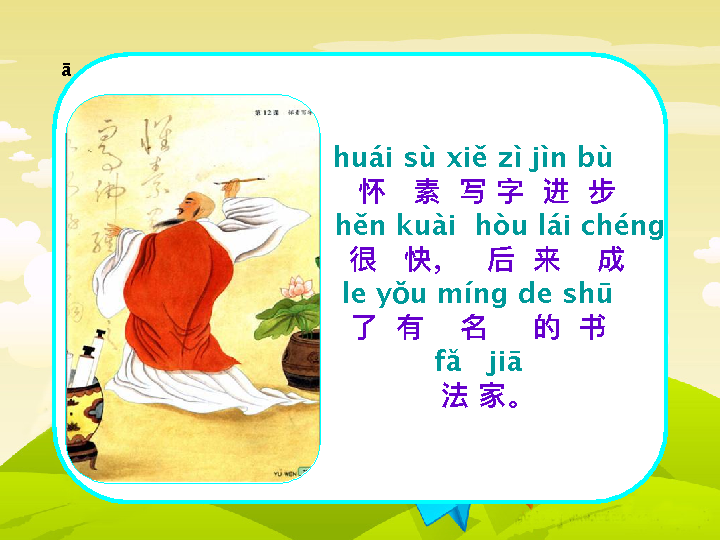 ā
第12课 怀素写字
huái sù xiě zì jìn bù
怀 素 写 字 进 步
hěn kuài hòu lái chéng
很 快， 后 来 成
le yǒu míng de shū
了 有 名 的 书
fǎ jiā
法 家。
YU WEN